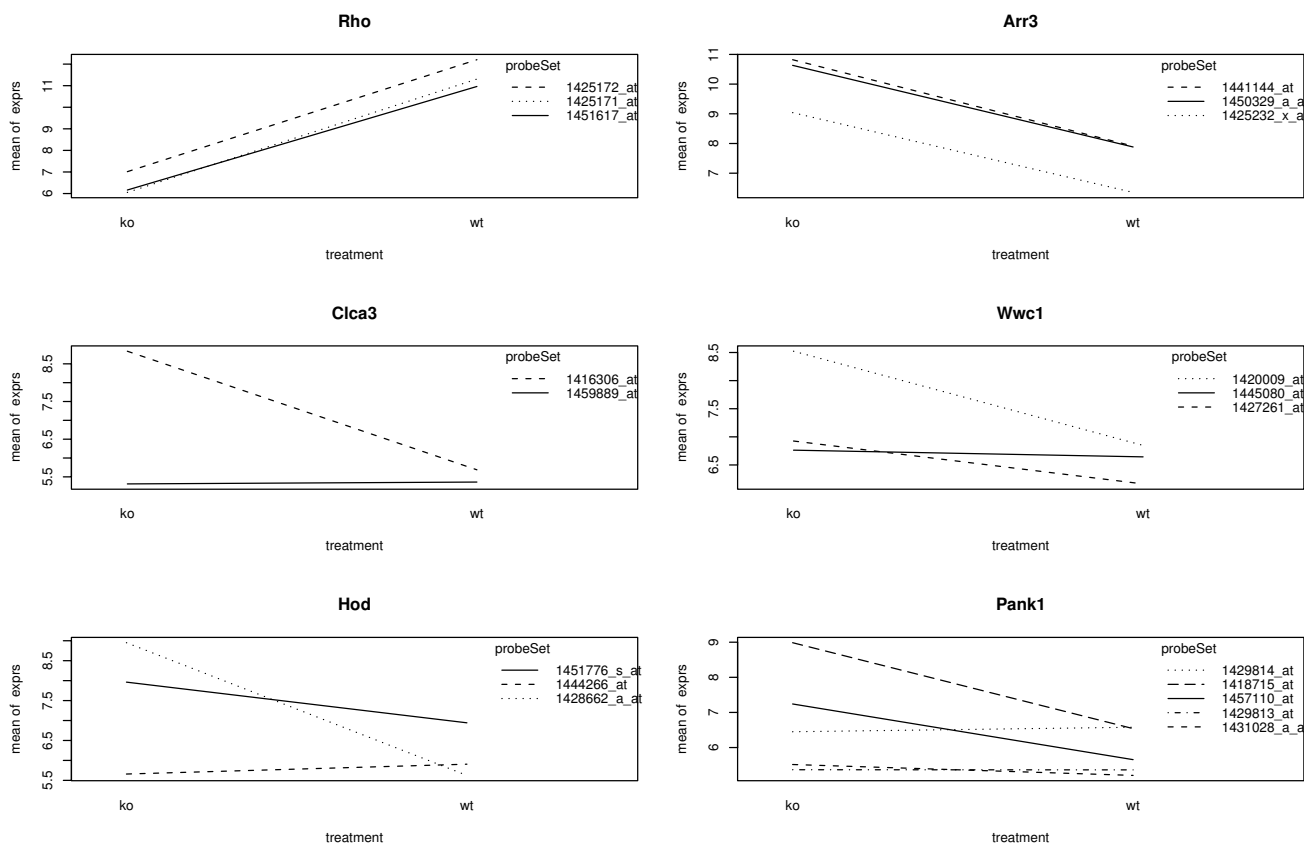 Rho
mean of exprs
6
7
8
9
11
probeSet
1425172_at
1425171_at
1451617_at
ko
wt
treatment
Arr3
mean of exprs
7
8
9
10
11
probeSet
1441144_at
1450329_a_a
1425232_x_a
ko
wt
treatment
Clca3
mean of exprs
5.5
6.5
7.5
8.5
probeSet
1416306_at
1459889_at
ko
wt
treatment
Wwc1
mean of exprs
6.5
7.5
8.5
probeSet
1420009_at
1445080_at
1427261_at
ko
wt
treatment
Hod
mean of exprs
5.5
6.5
7.5
8.5
probeSet
1451776_s_at
1444266_at
1428662_a_at
ko
wt
treatment
Pank1
mean of exprs
6
7
8
9
probeSet
1429814_at
1418715_at
1457110_at
1429813_at
1431028_a_a
ko
wt
treatment